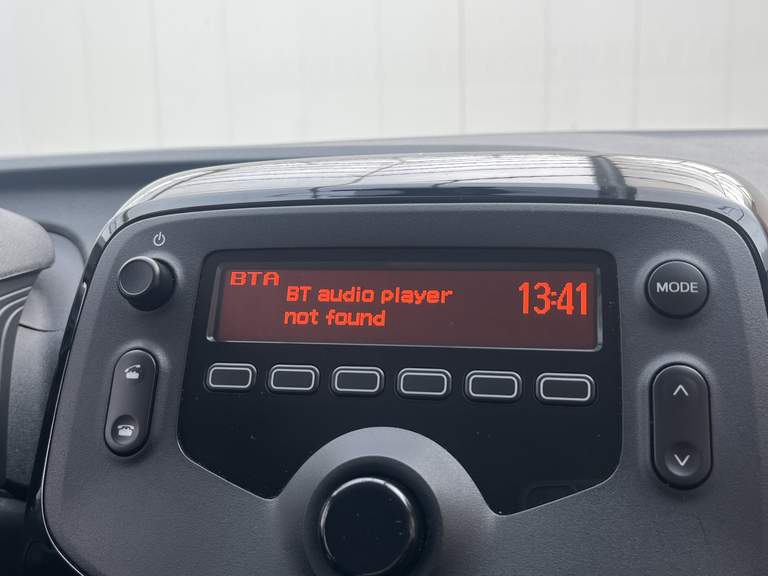 BTA
BT audio player
not found
13:41
MODE